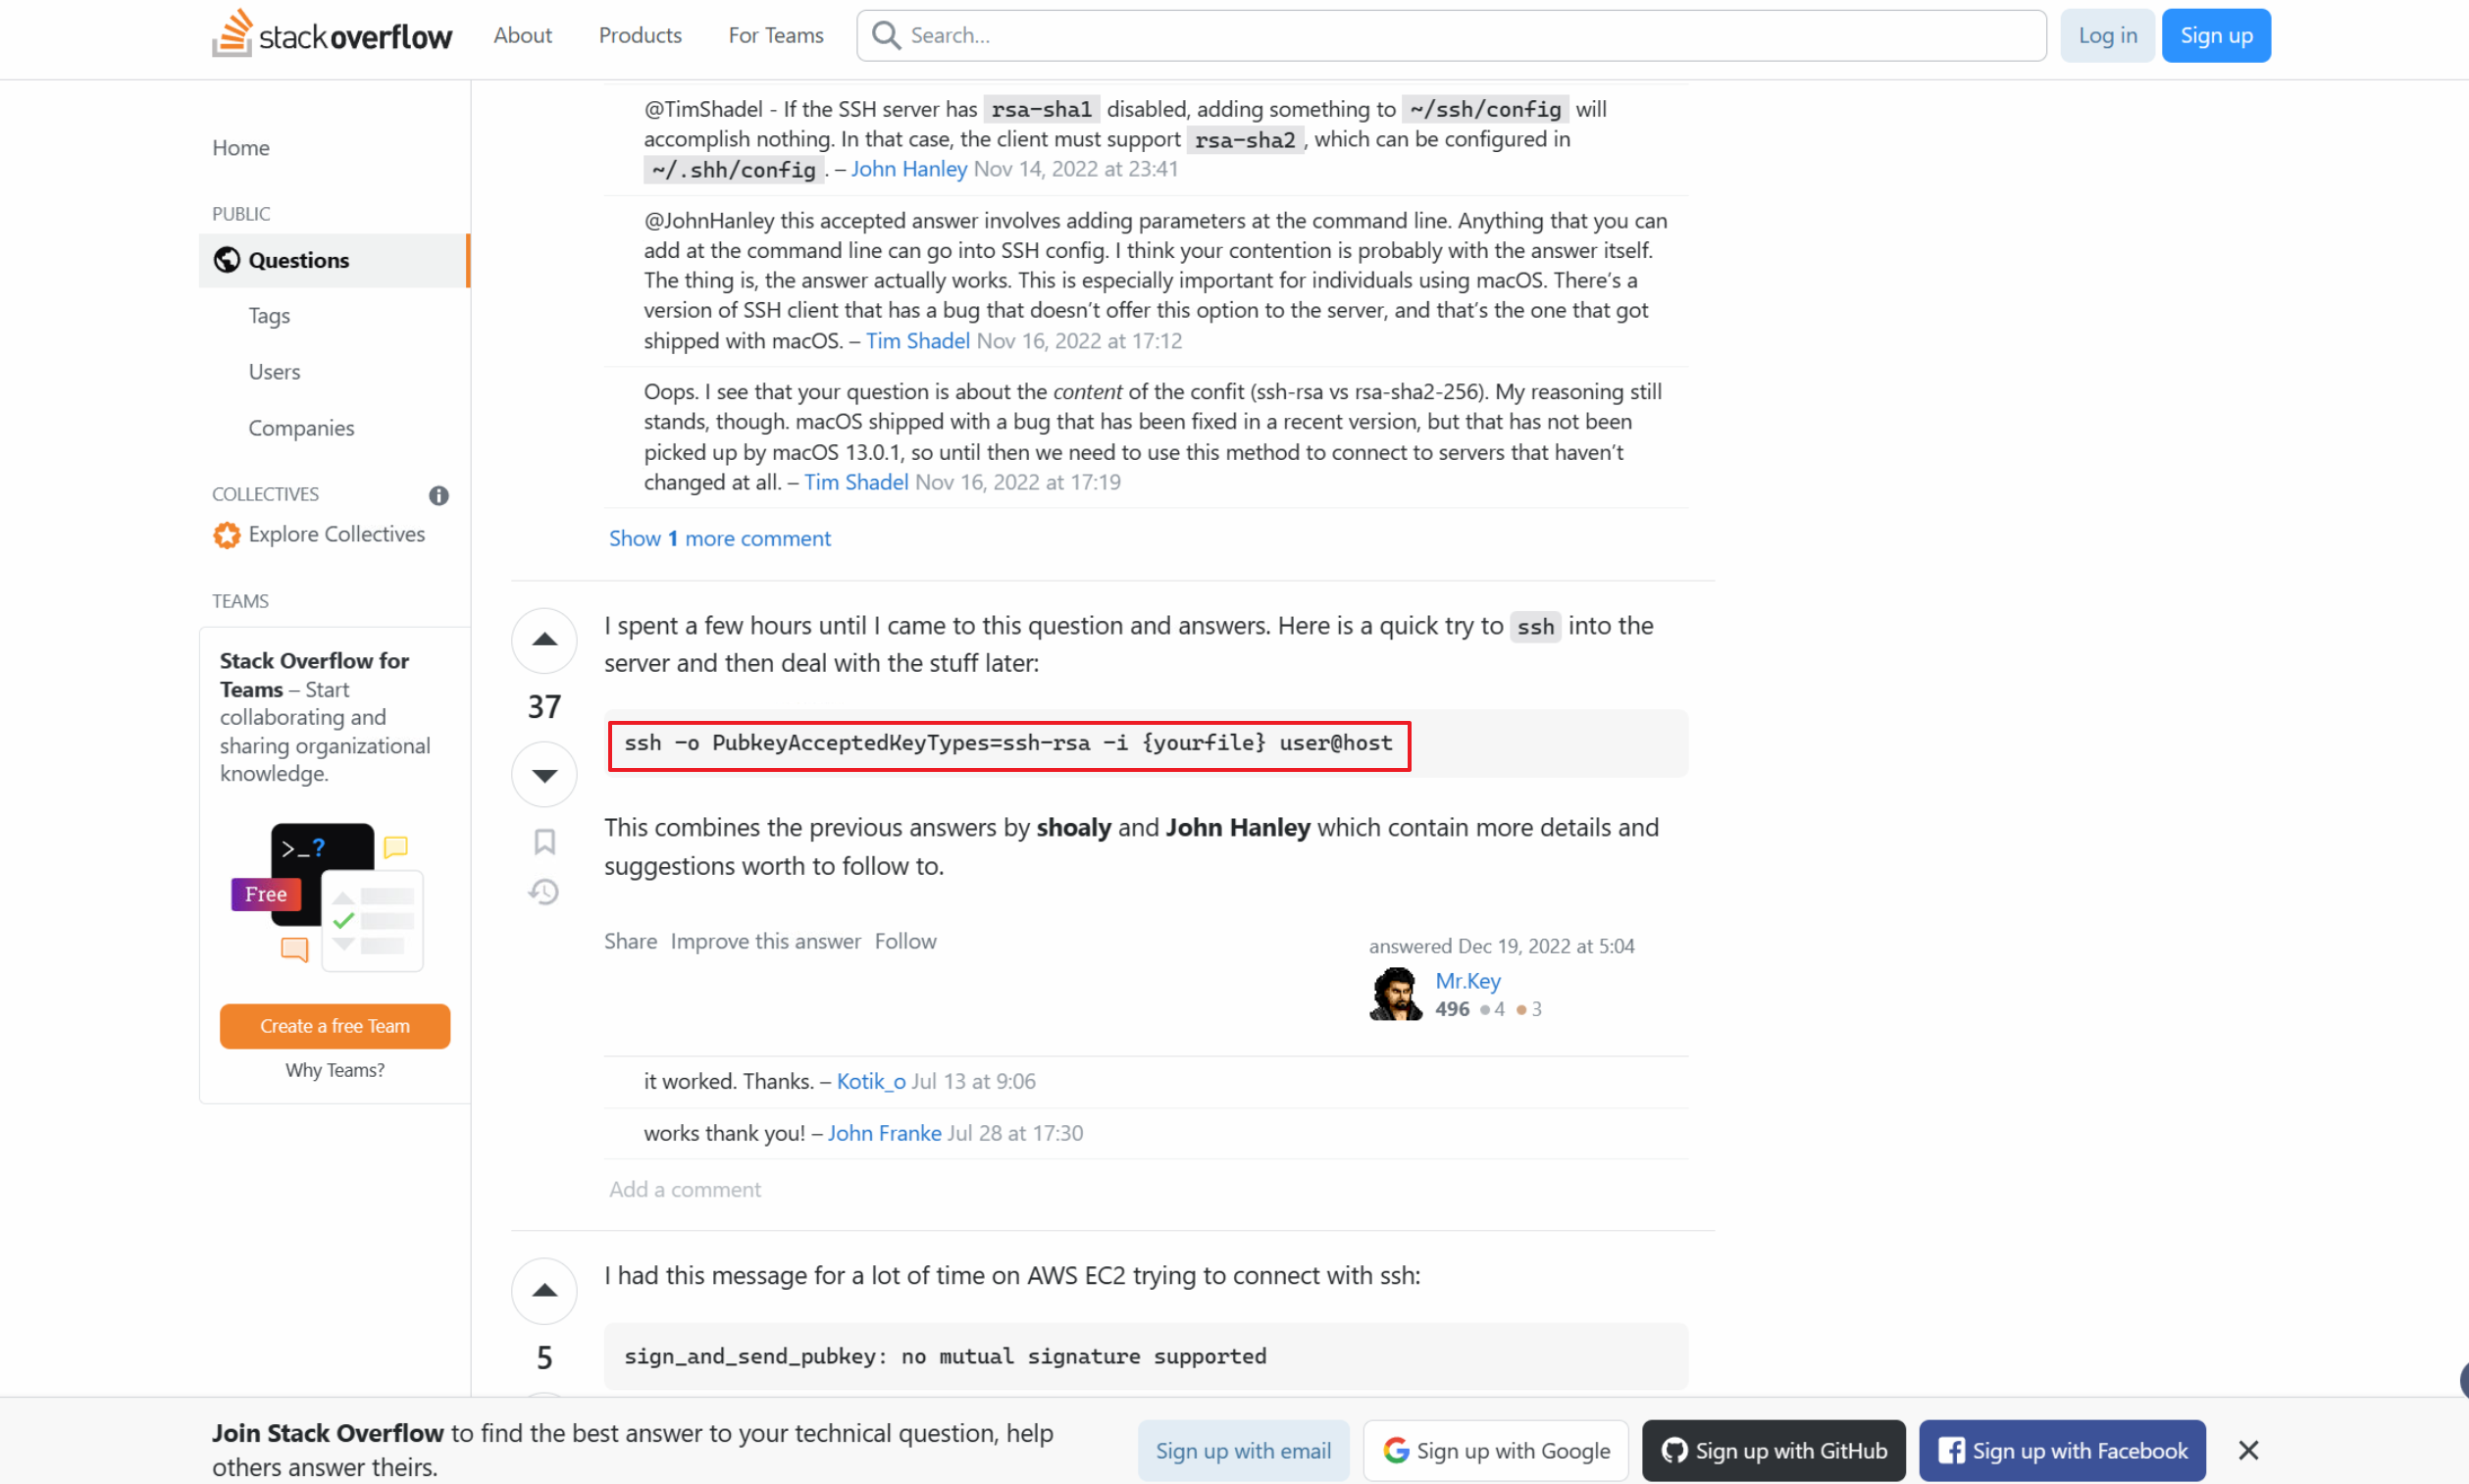 stackoverflow About Products For Teams Search... Log in Sign up
Home
PUBLIC
Questions
Tags
Users
Companies
COLLECTIVES
Explore Collectives
TEAMS
Stack Overflow for
Teams – Start
collaborating and
sharing organizational
knowledge.
>_?
Free
Create a free Team
Why Teams?
@TimShadel - If the SSH server has rsa-sha1 disabled, adding something to ~/ssh/config will
accomplish nothing. In that case, the client must support rsa-sha2, which can be configured in
~/.shh/config. – John Hanley Nov 14, 2022 at 23:41
@JohnHanley this accepted answer involves adding parameters at the command line. Anything that you can
add at the command line can go into SSH config. I think your contention is probably with the answer itself.
The thing is, the answer actually works. This is especially important for individuals using macOS. There's a
version of SSH client that has a bug that doesn't offer this option to the server, and that's the one that got
shipped with macOS. – Tim Shadel Nov 16, 2022 at 17:12
Oops. I see that your question is about the content of the confit (ssh-rsa vs rsa-sha2-256). My reasoning still
stands, though. macOS shipped with a bug that has been fixed in a recent version, but that has not been
picked up by macOS 13.0.1, so until then we need to use this method to connect to servers that haven't
changed at all. – Tim Shadel Nov 16, 2022 at 17:19
Show 1 more comment
37
I spent a few hours until I came to this question and answers. Here is a quick try to ssh into the
server and then deal with the stuff later:
ssh -o PubkeyAcceptedKeyTypes=ssh-rsa -i {yourfile} user@host
This combines the previous answers by shoaly and John Hanley which contain more details and
suggestions worth to follow to.
Share Improve this answer Follow
answered Dec 19, 2022 at 5:04
Mr.Key
496 4 3
it worked. Thanks. – Kotik_o Jul 13 at 9:06
works thank you! – John Franke Jul 28 at 17:30
Add a comment
5
I had this message for a lot of time on AWS EC2 trying to connect with ssh:
sign_and_send_pubkey: no mutual signature supported
Join Stack Overflow to find the best answer to your technical question, help
others answer theirs.
Sign up with email Sign up with Google Sign up with GitHub Sign up with Facebook